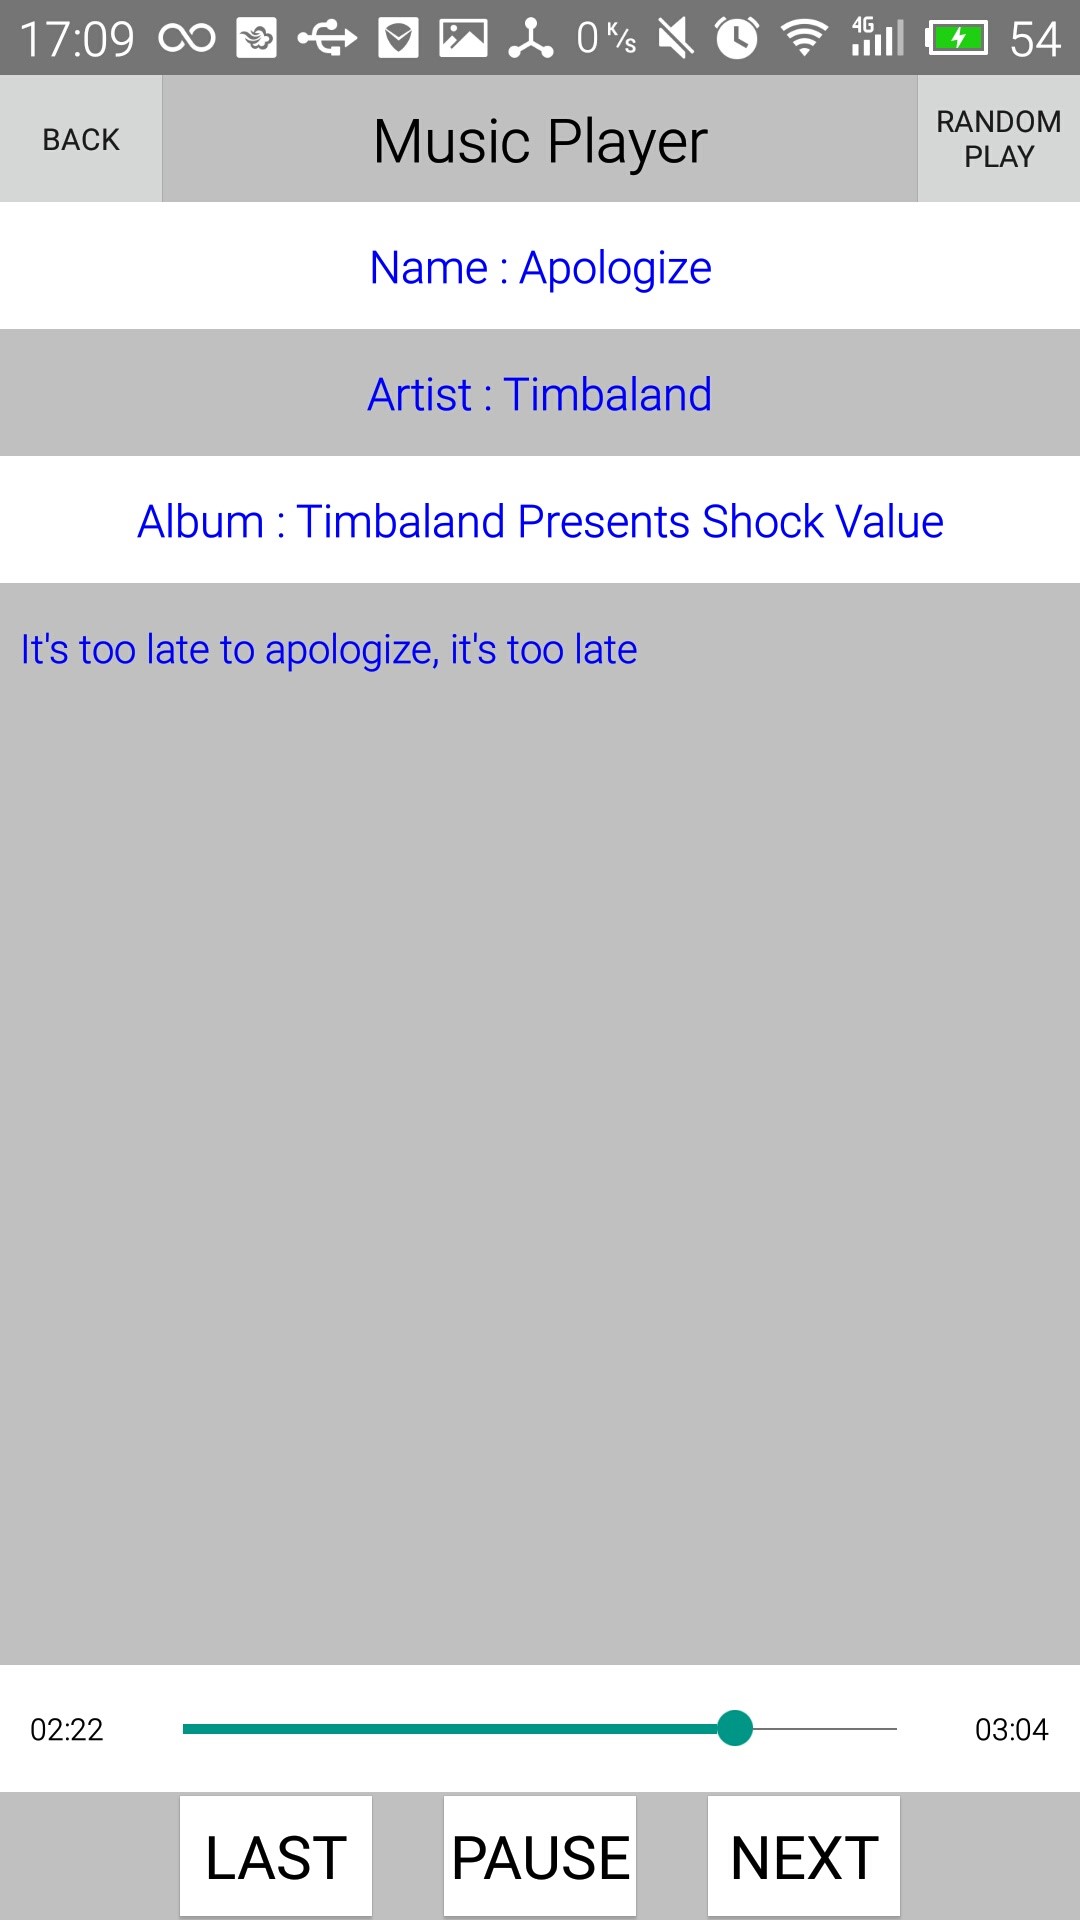 17:09 0 K/s 4G 54
BACK
Music Player
RANDOM
PLAY
Name : Apologize
Artist : Timbaland
Album : Timbaland Presents Shock Value
It's too late to apologize, it's too late
02:22
03:04
LAST
PAUSE
NEXT